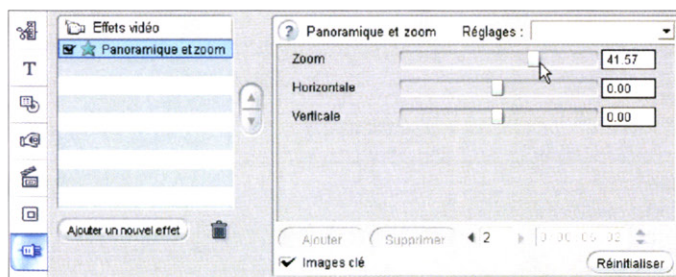 Effets vidéo
Panoramique et zoom
Ajouter un nouvel effet
T
? Panoramique et zoom Réglages :
Zoom 41.57
Horizontale 0.00
Verticale 0.00
Ajouter Supprimer 2
Images clé Réinitialiser